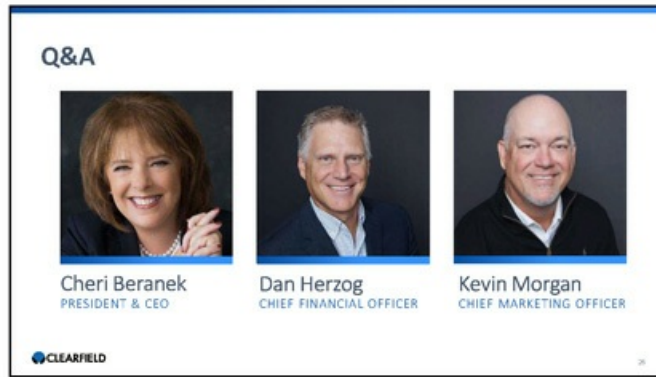 Q&A
Cheri Beranek
PRESIDENT & CEO
Dan Herzog
CHIEF FINANCIAL OFFICER
Kevin Morgan
CHIEF MARKETING OFFICER
CLEARFIELD